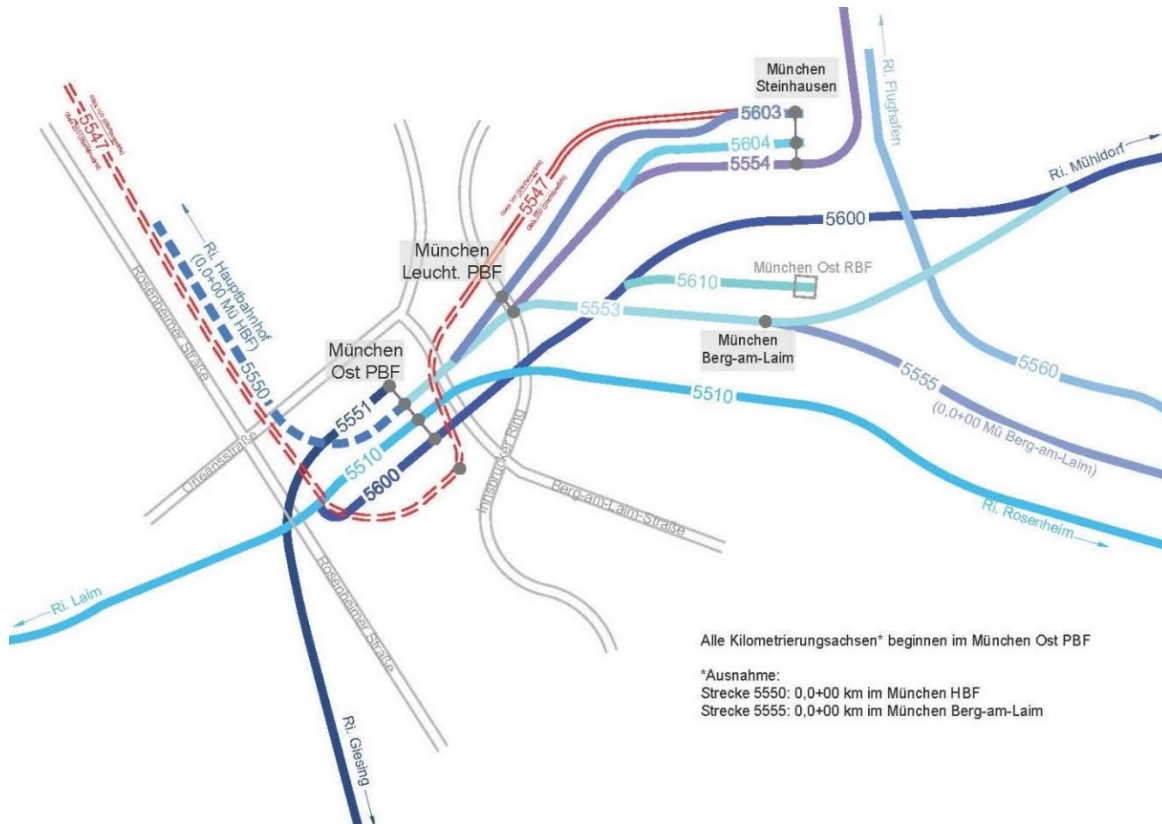 München
Steinhausen
5603
5604
5554
Ri. Flughafen
Ri. Mühldorf
5547
5547
Ri. Hauptbahnhof
(0,0+00 Mü HBF)
5550
Rosenheimer Straße
München
Leucht. PBF
5600
München Ost RBF
5610
5553
München
Berg-am-Laim
5560
5555
(0,0+00 Mü Berg-am-Laim)
München
Ost PBF
5551
5510
5510
5600
Orleansstraße
Innsbrucker Ring
Berg-am-Laim-Straße
Ri. Rosenheim
Ri. Laim
Rosenheimer Straße
Ri. Giesing
Alle Kilometrierungsachsen* beginnen im München Ost PBF
*Ausnahme:
Strecke 5550: 0,0+00 km im München HBF
Strecke 5555: 0,0+00 km im München Berg-am-Laim